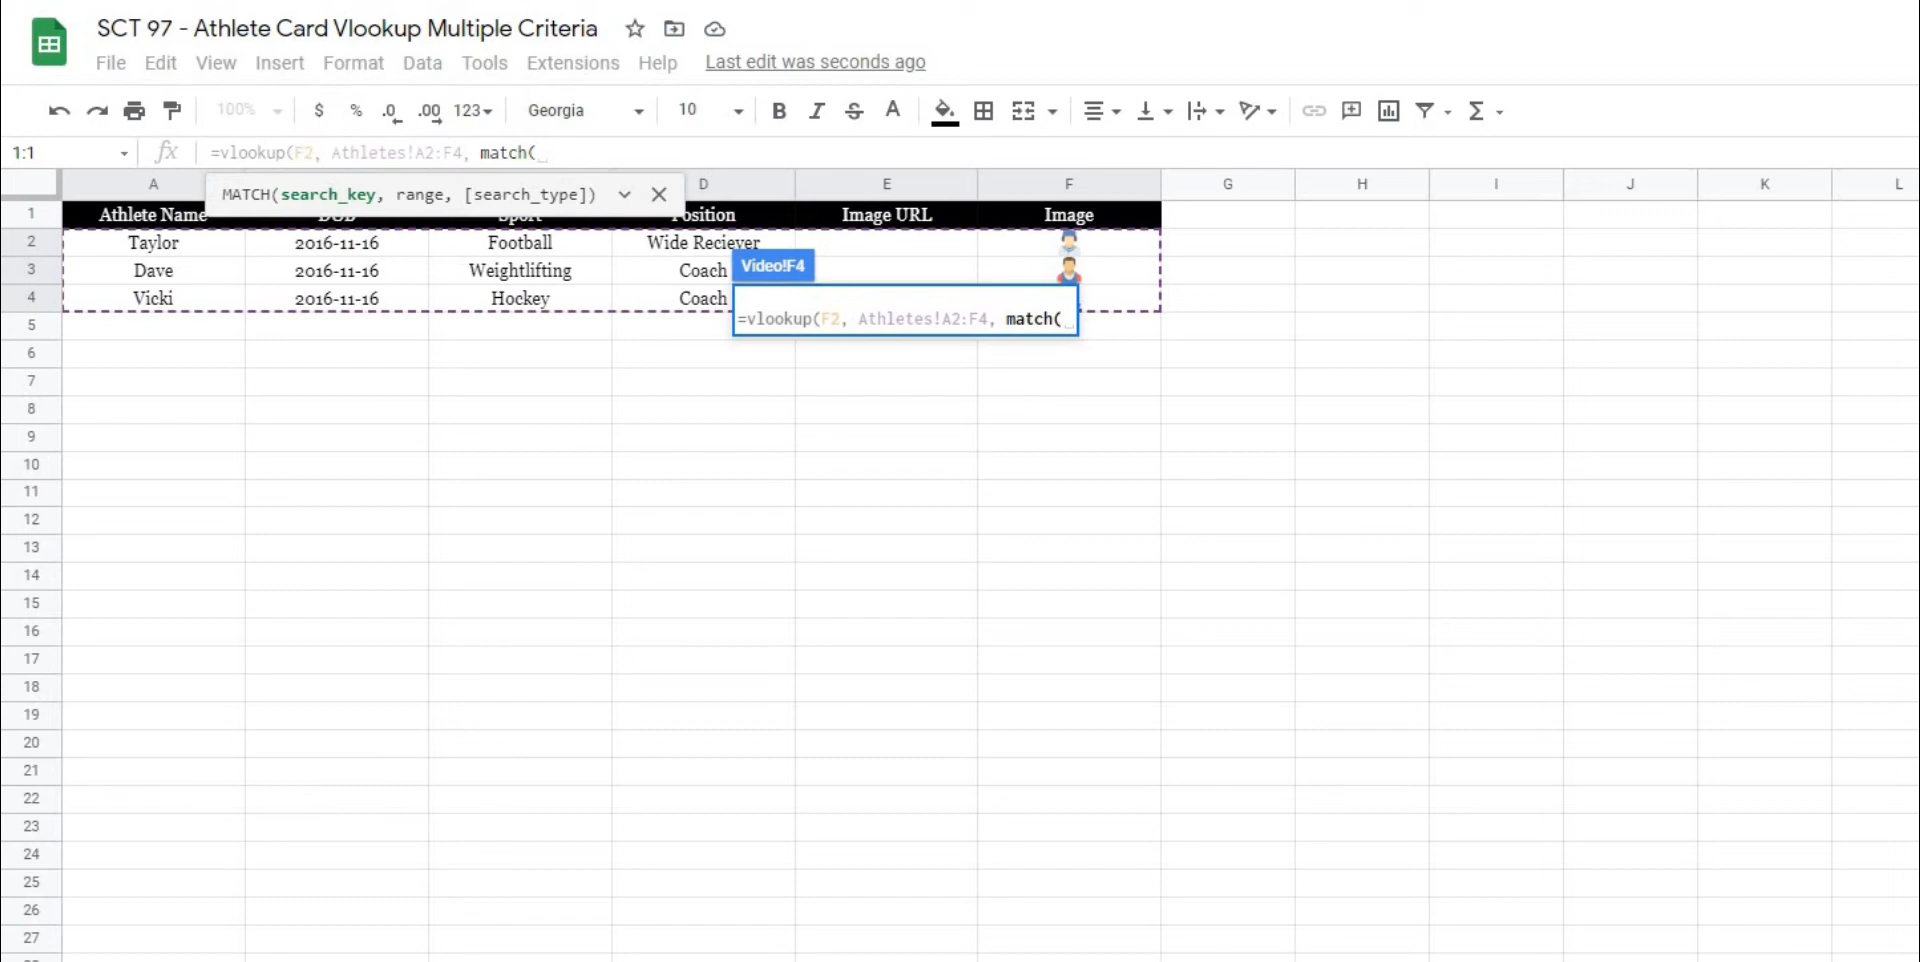 SCT 97 - Athlete Card Vlookup Multiple Criteria
File Edit View Insert Format Data Tools Extensions Help Last edit was seconds ago
100% $ % .0 .00 123 Georgia 10 B I S A Σ
1:1 fx =vlookup(F2, Athletes!A2:F4, match(
A D E F G H I J K L
MATCH(search_key, range, [search_type])
1 Athlete Name DOB Sport Position Image URL Image
2 Taylor 2016-11-16 Football Wide Reciever
Video!F4
3 Dave 2016-11-16 Weightlifting Coach
4 Vicki 2016-11-16 Hockey Coach
=vlookup(F2, Athletes!A2:F4, match(
5
6
7
8
9
10
11
12
13
14
15
16
17
18
19
20
21
22
23
24
25
26
27